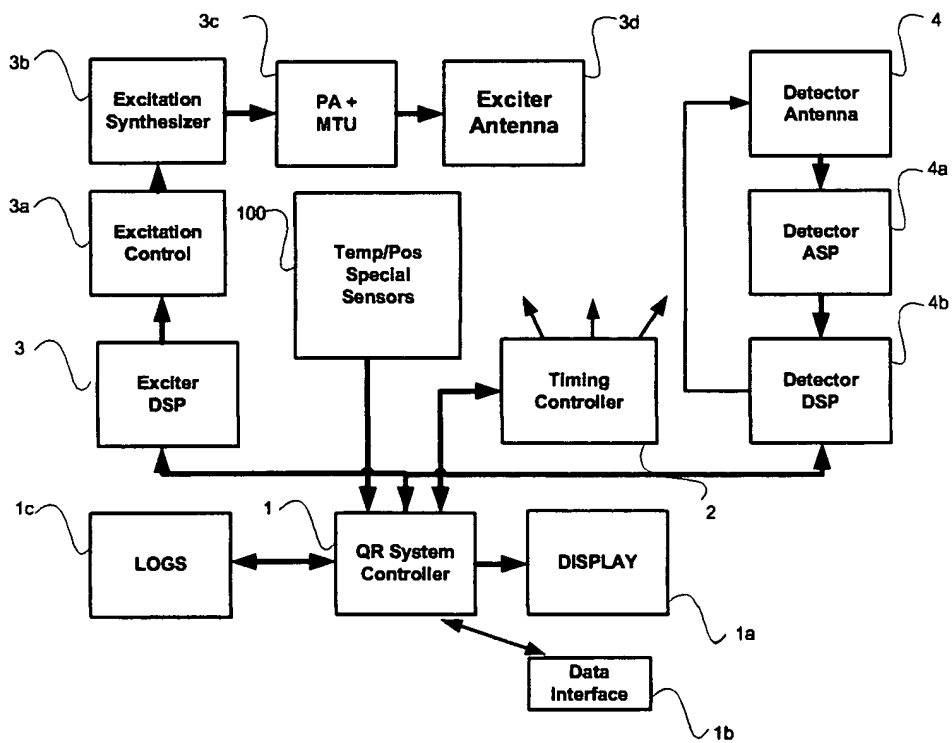 3c
3d
4
3b
Excitation
Synthesizer
PA +
MTU
Exciter
Antenna
Detector
Antenna
3a
Excitation
Control
100
Temp/Pos
Special
Sensors
4a
Detector
ASP
4b
3
Exciter
DSP
Timing
Controller
Detector
DSP
2
1c
LOGS
1
QR System
Controller
DISPLAY
1a
Data
Interface
1b